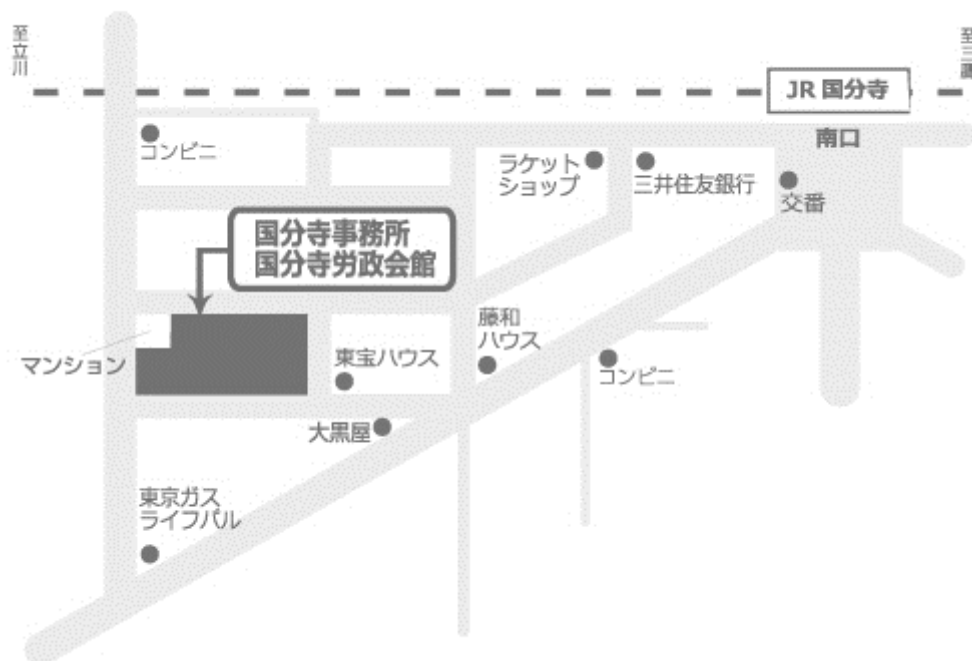 至立川
至三鷹
JR 国分寺
南口
コンビニ
ラケット
ショップ
三井住友銀行
交番
国分寺事務所
国分寺労政会館
藤和
ハウス
マンション
東宝ハウス
コンビニ
大黒屋
東京ガス
ライフバル